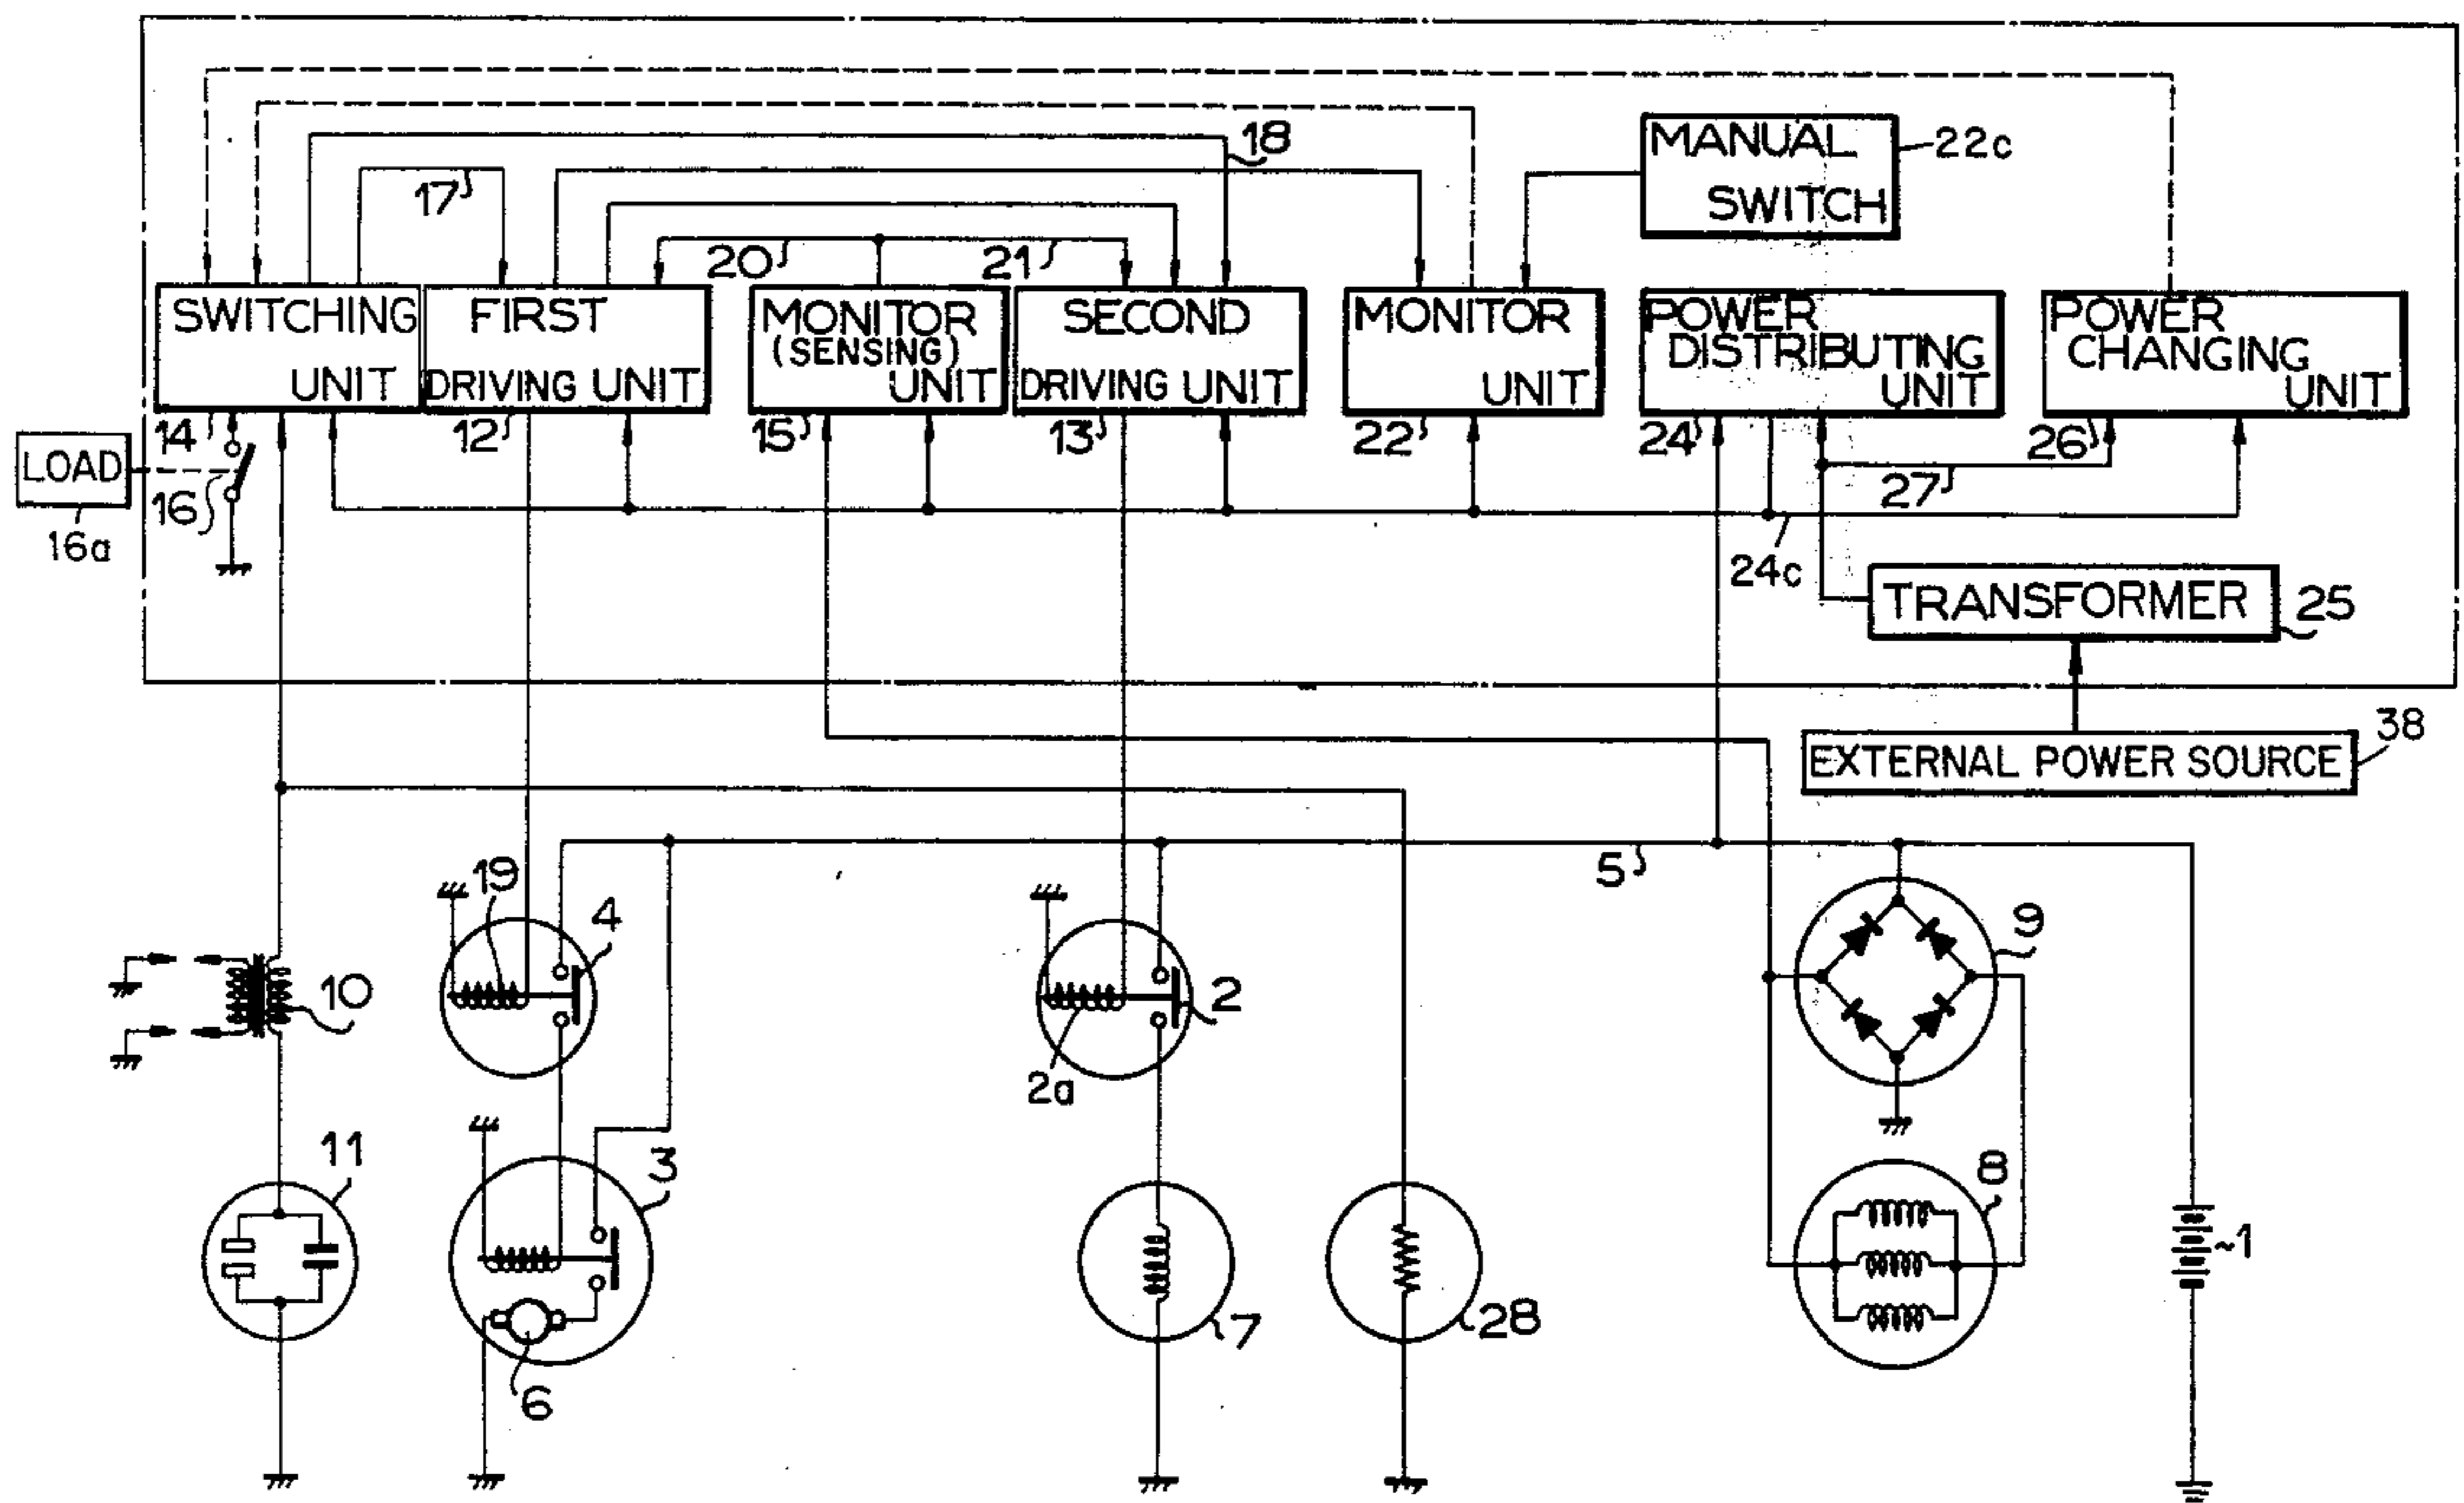 18
MANUAL
SWITCH
22c
17
20
21
SWITCHING
UNIT
FIRST
DRIVING UNIT
MONITOR
(SENSING)
UNIT
SECOND
DRIVING UNIT
MONITOR
UNIT
POWER
DISTRIBUTING
UNIT
POWER
CHANGING
UNIT
14
12
15
13
22
24
26
LOAD
16
16a
27
24c
TRANSFORMER
25
38
EXTERNAL POWER SOURCE
5
19
4
9
10
2
2a
11
3
8
~1
7
28
6